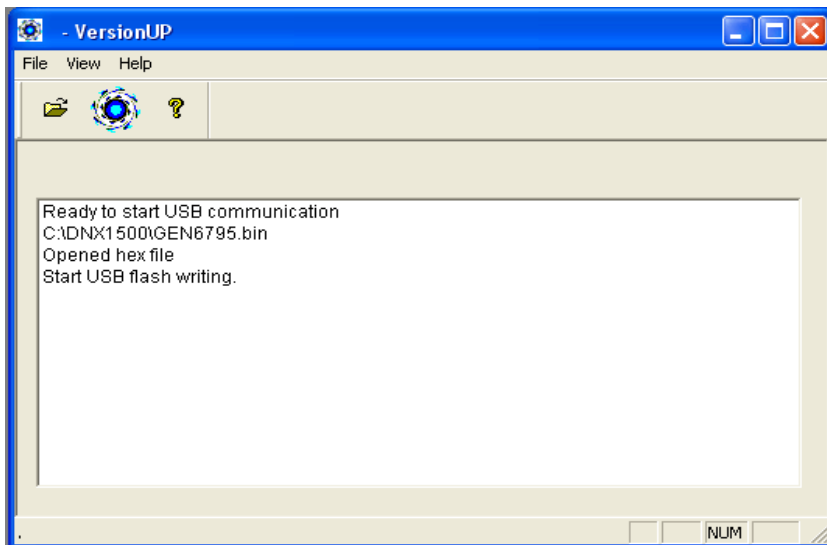 - VersionUP
File View Help
Ready to start USB communication
C:\DNX1500\GEN6795.bin
Opened hex file
Start USB flash writing.
. NUM